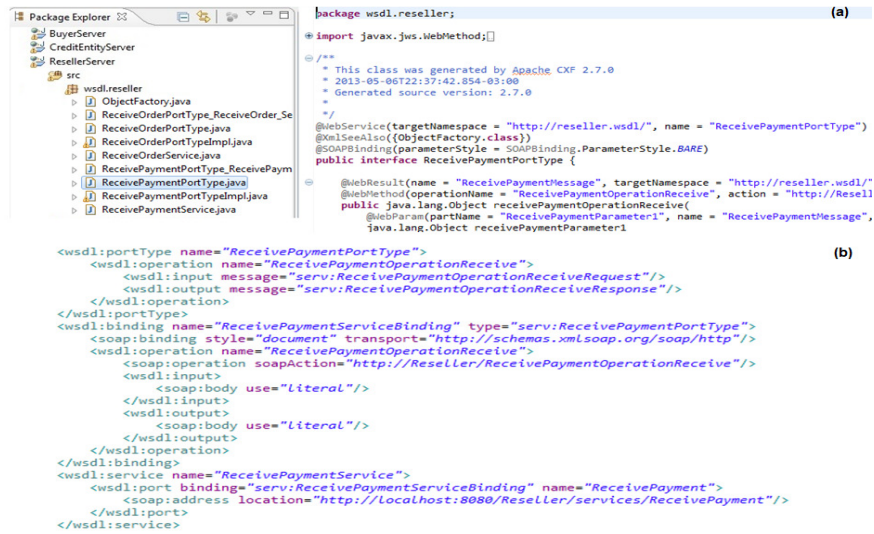 Package Explorer
BuyerServer
CreditEntityServer
ResellerServer
src
wsdl.reseller
ObjectFactory.java
ReceiveOrderPortType_ReceiveOrder_Se
ReceiveOrderPortType.java
ReceiveOrderPortTypeImpl.java
ReceiveOrderService.java
ReceivePaymentPortType_ReceivePaym
ReceivePaymentPortType.java
ReceivePaymentPortTypeImpl.java
ReceivePaymentService.java
(a)
package wsdl.reseller;
import javax.jws.WebMethod;
/**
* This class was generated by Apache CXF 2.7.0
* 2013-05-06T22:37:42.854-03:00
* Generated source version: 2.7.0
*
*/
@WebService(targetNamespace = "http://reseller.wsdl/", name = "ReceivePaymentPortType")
@XmlSeeAlso({ObjectFactory.class})
@SOAPBinding(parameterStyle = SOAPBinding.ParameterStyle.BARE)
public interface ReceivePaymentPortType {
@WebResult(name = "ReceivePaymentMessage", targetNamespace = "http://reseller.wsdl/"
@WebMethod(operationName = "ReceivePaymentOperationReceive", action = "http://Resell
public java.lang.Object receivePaymentOperationReceive(
@WebParam(partName = "ReceivePaymentParameter1", name = "ReceivePaymentMessage",
java.lang.Object receivePaymentParameter1
(b)
<wsdl:portType name="ReceivePaymentPortType">
<wsdl:operation name="ReceivePaymentOperationReceive">
<wsdl:input message="serv:ReceivePaymentOperationReceiveRequest"/>
<wsdl:output message="serv:ReceivePaymentOperationReceiveResponse"/>
</wsdl:operation>
</wsdl:portType>
<wsdl:binding name="ReceivePaymentServiceBinding" type="serv:ReceivePaymentPortType">
<soap:binding style="document" transport="http://schemas.xmlsoap.org/soap/http"/>
<wsdl:operation name="ReceivePaymentOperationReceive">
<soap:operation soapAction="http://Reseller/ReceivePaymentOperationReceive"/>
<wsdl:input>
<soap:body use="literal"/>
</wsdl:input>
<wsdl:output>
<soap:body use="literal"/>
</wsdl:output>
</wsdl:operation>
</wsdl:binding>
<wsdl:service name="ReceivePaymentService">
<wsdl:port binding="serv:ReceivePaymentServiceBinding" name="ReceivePayment">
<soap:address location="http://localhost:8080/Reseller/services/ReceivePayment"/>
</wsdl:port>
</wsdl:service>